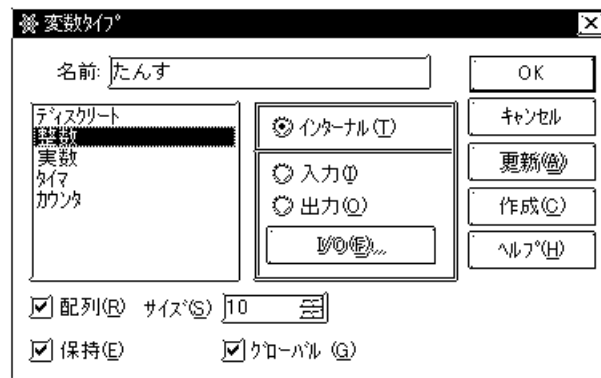 変数ﾀｲﾌﾟ
名前: たんす
OK
ﾃﾞｨｽｸﾘｰﾄ
整数
実数
ﾀｲﾏ
ｶｳﾝﾀ
ｲﾝﾀｰﾅﾙ(T)
入力(I)
出力(O)
I/O(F)...
ｷｬﾝｾﾙ
更新(A)
作成(C)
ﾍﾙﾌﾟ(H)
配列(R) ｻｲｽﾞ(S) 10
保持(E) ｸﾞﾛｰﾊﾞﾙ (G)